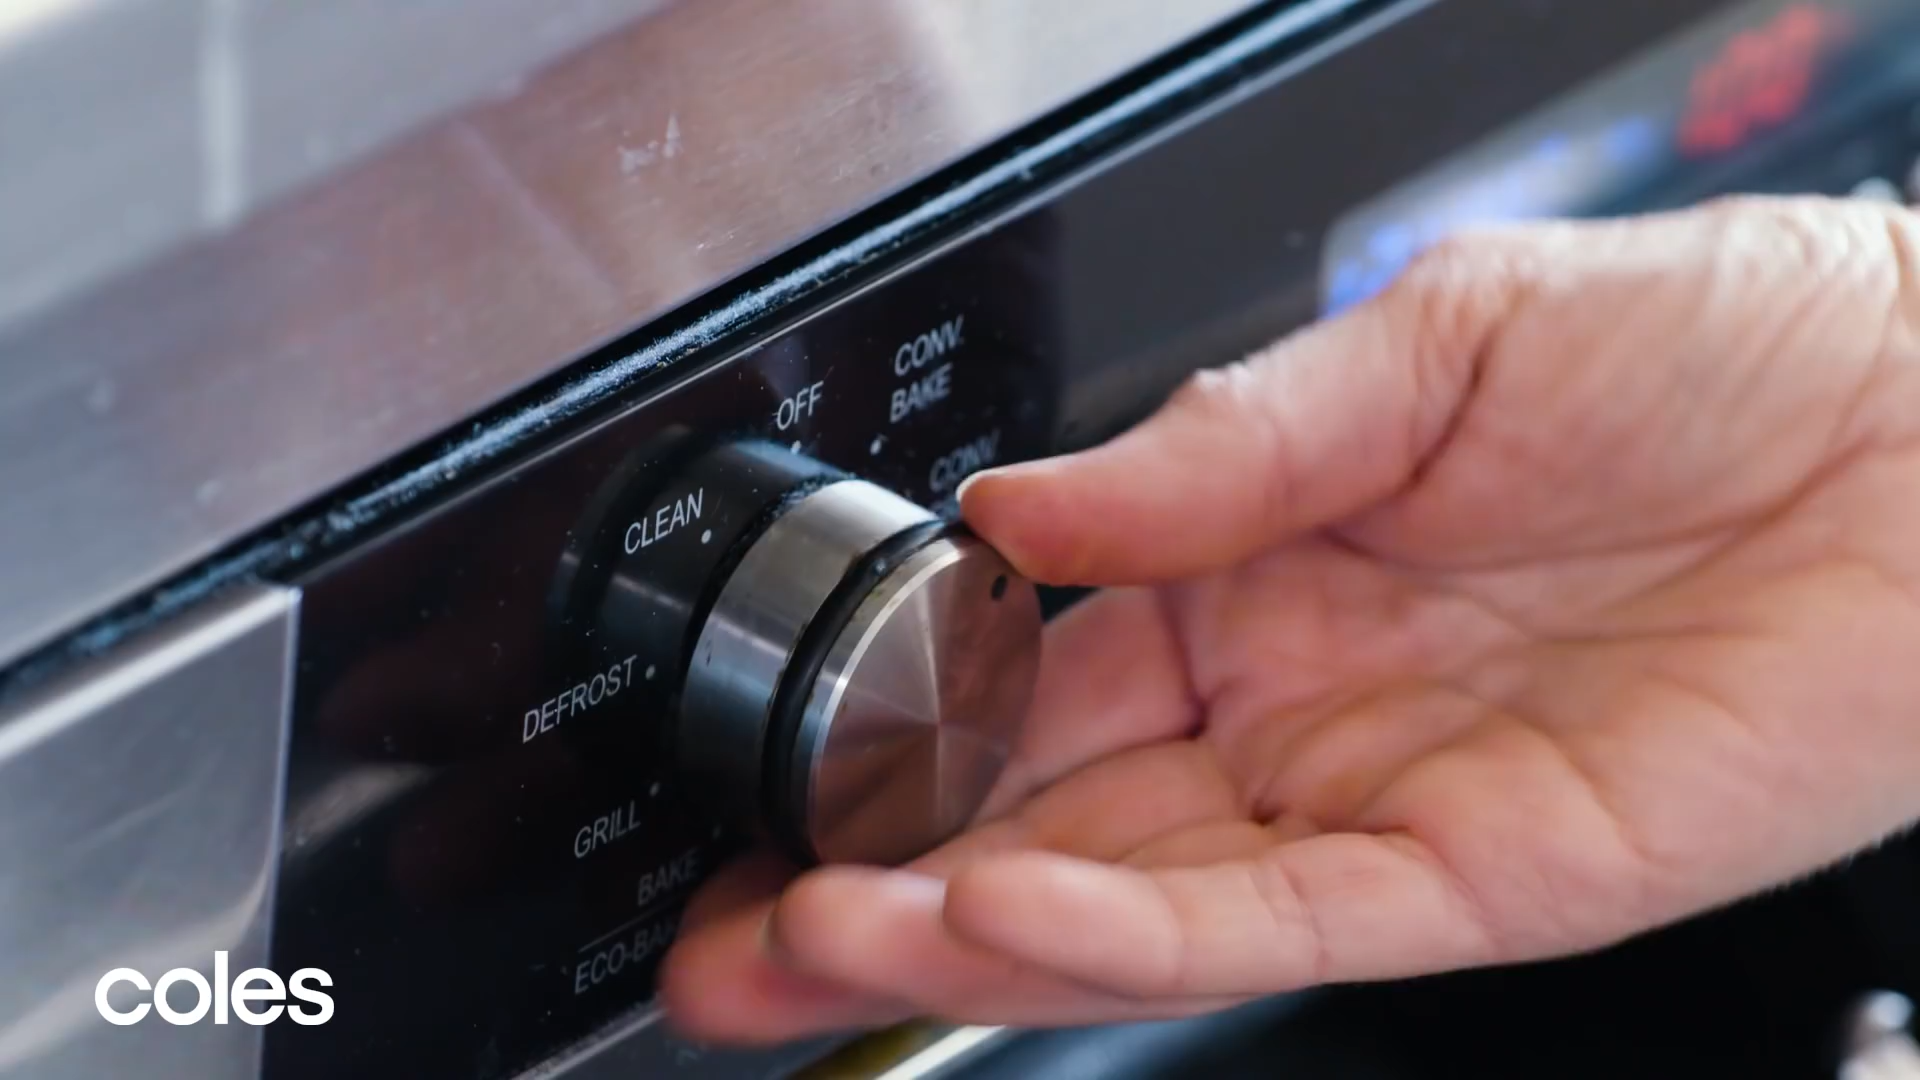 OFF
CONV.
BAKE
CONV.
CLEAN
DEFROST
GRILL
BAKE
coles